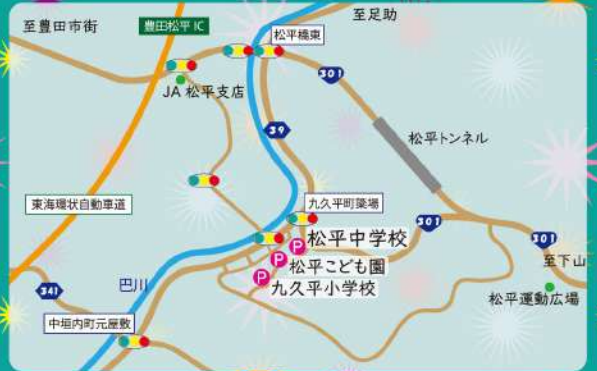 至豊田市街
豊田松平IC
至足助
松平橋東
301
JA松平支店
39
松平トンネル
東海環状自動車道
九久平町簗場
松平中学校
301
301
P
P
松平こども園
至下山
341
巴川
P
九久平小学校
松平運動広場
中垣内町元屋敷